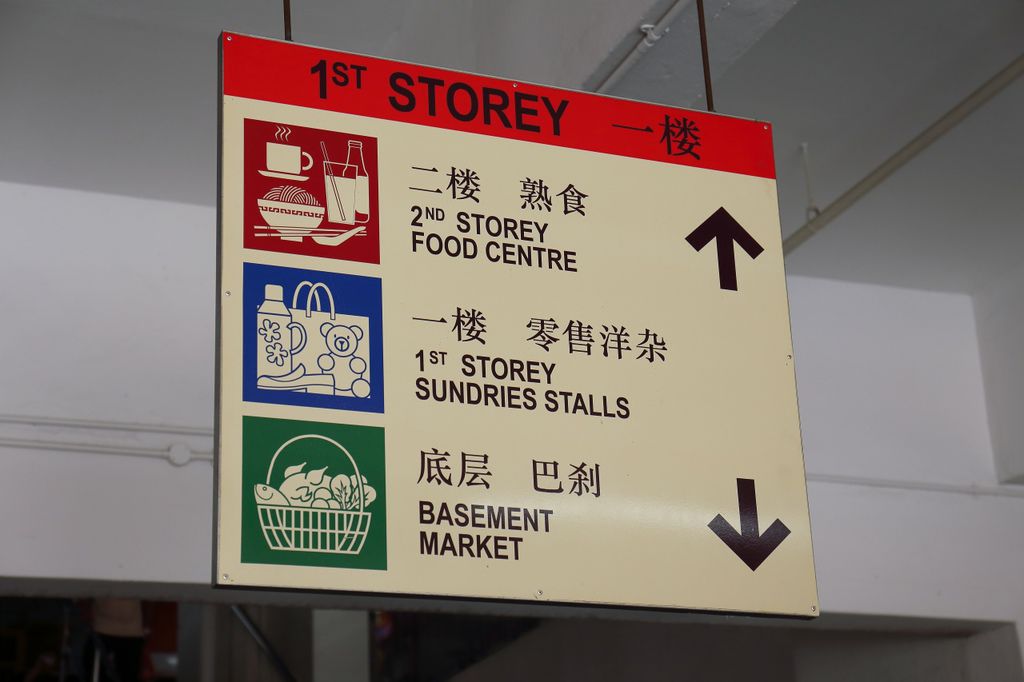 1ST STOREY 一楼
二楼 熟食
2ND STOREY
FOOD CENTRE
一楼 零售洋杂
1ST STOREY
SUNDRIES STALLS
底层 巴刹
BASEMENT
MARKET